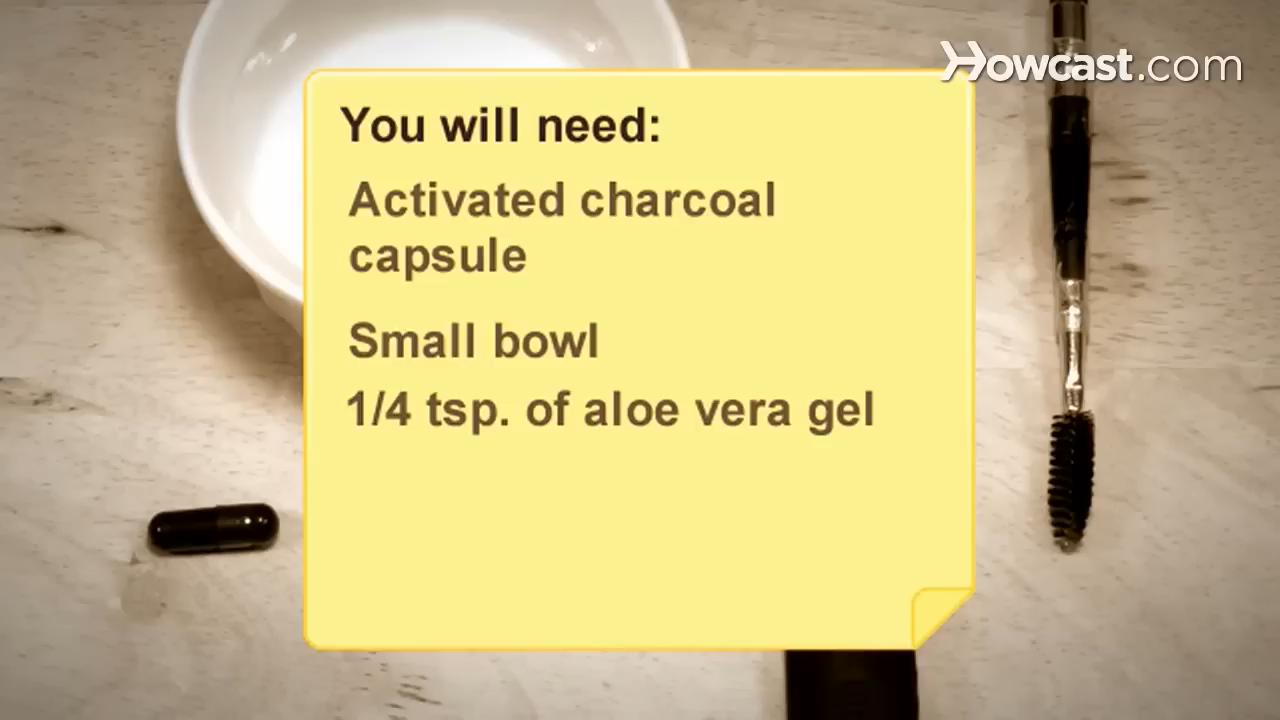 Howcast.com
You will need:
Activated charcoal
capsule
Small bowl
1/4 tsp. of aloe vera gel